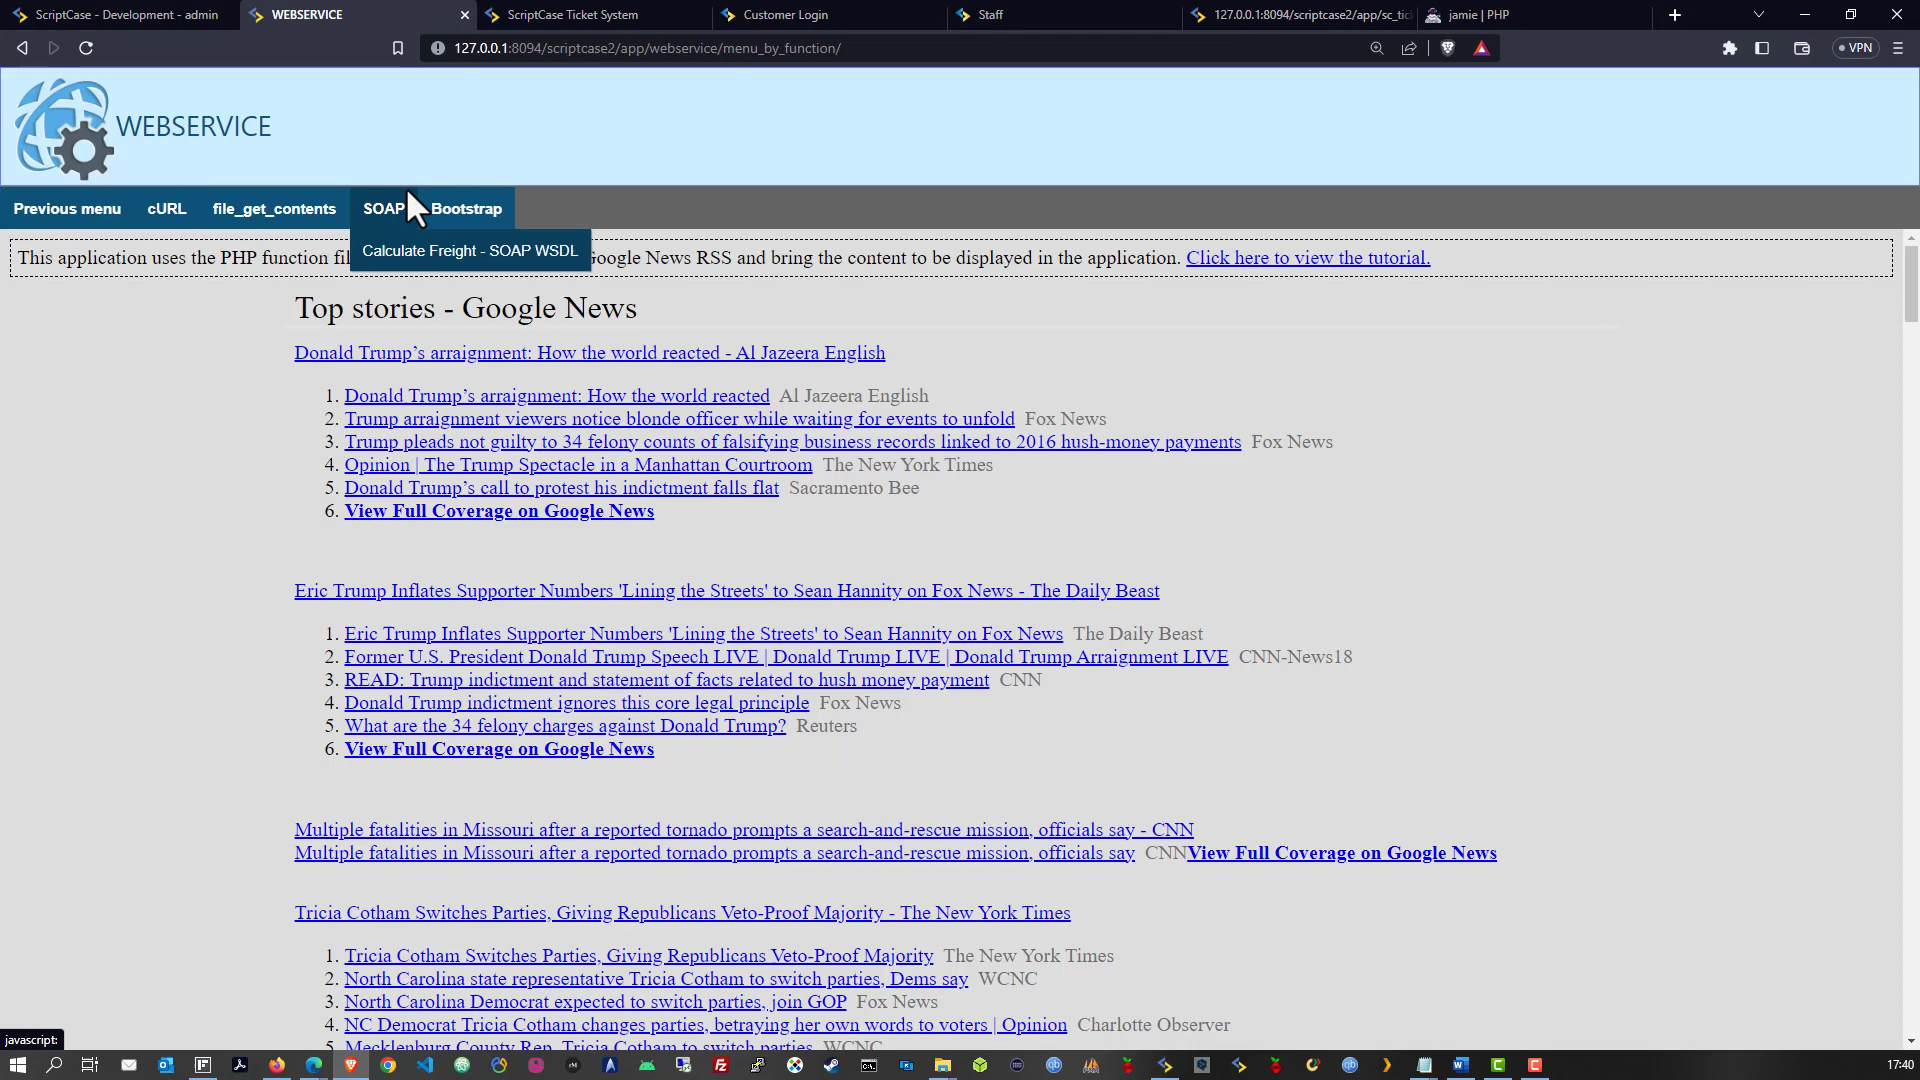 ScriptCase - Development - admin
WEBSERVICE
ScriptCase Ticket System
Customer Login
Staff
127.0.0.1:8094/scriptcase2/app/sc_tic
jamie | PHP
127.0.0.1:8094/scriptcase2/app/webservice/menu_by_function/
VPN
WEBSERVICE
Previous menu
cURL
file_get_contents
SOAP
Bootstrap
Calculate Freight - SOAP WSDL
This application uses the PHP function fil Google News RSS and bring the content to be displayed in the application. Click here to view the tutorial.
Top stories - Google News
Donald Trump's arraignment: How the world reacted - Al Jazeera English
1. Donald Trump's arraignment: How the world reacted Al Jazeera English
2. Trump arraignment viewers notice blonde officer while waiting for events to unfold Fox News
3. Trump pleads not guilty to 34 felony counts of falsifying business records linked to 2016 hush-money payments Fox News
4. Opinion | The Trump Spectacle in a Manhattan Courtroom The New York Times
5. Donald Trump's call to protest his indictment falls flat Sacramento Bee
6. View Full Coverage on Google News
Eric Trump Inflates Supporter Numbers 'Lining the Streets' to Sean Hannity on Fox News - The Daily Beast
1. Eric Trump Inflates Supporter Numbers 'Lining the Streets' to Sean Hannity on Fox News The Daily Beast
2. Former U.S. President Donald Trump Speech LIVE | Donald Trump LIVE | Donald Trump Arraignment LIVE CNN-News18
3. READ: Trump indictment and statement of facts related to hush money payment CNN
4. Donald Trump indictment ignores this core legal principle Fox News
5. What are the 34 felony charges against Donald Trump? Reuters
6. View Full Coverage on Google News
Multiple fatalities in Missouri after a reported tornado prompts a search-and-rescue mission, officials say - CNN
Multiple fatalities in Missouri after a reported tornado prompts a search-and-rescue mission, officials say CNNView Full Coverage on Google News
Tricia Cotham Switches Parties, Giving Republicans Veto-Proof Majority - The New York Times
1. Tricia Cotham Switches Parties, Giving Republicans Veto-Proof Majority The New York Times
2. North Carolina state representative Tricia Cotham to switch parties, Dems say WCNC
3. North Carolina Democrat expected to switch parties, join GOP Fox News
4. NC Democrat Tricia Cotham changes parties, betraying her own words to voters | Opinion Charlotte Observer
5. Mecklenburg County Rep. Tricia Cotham to switch parties WCNC
javascript:
17:40